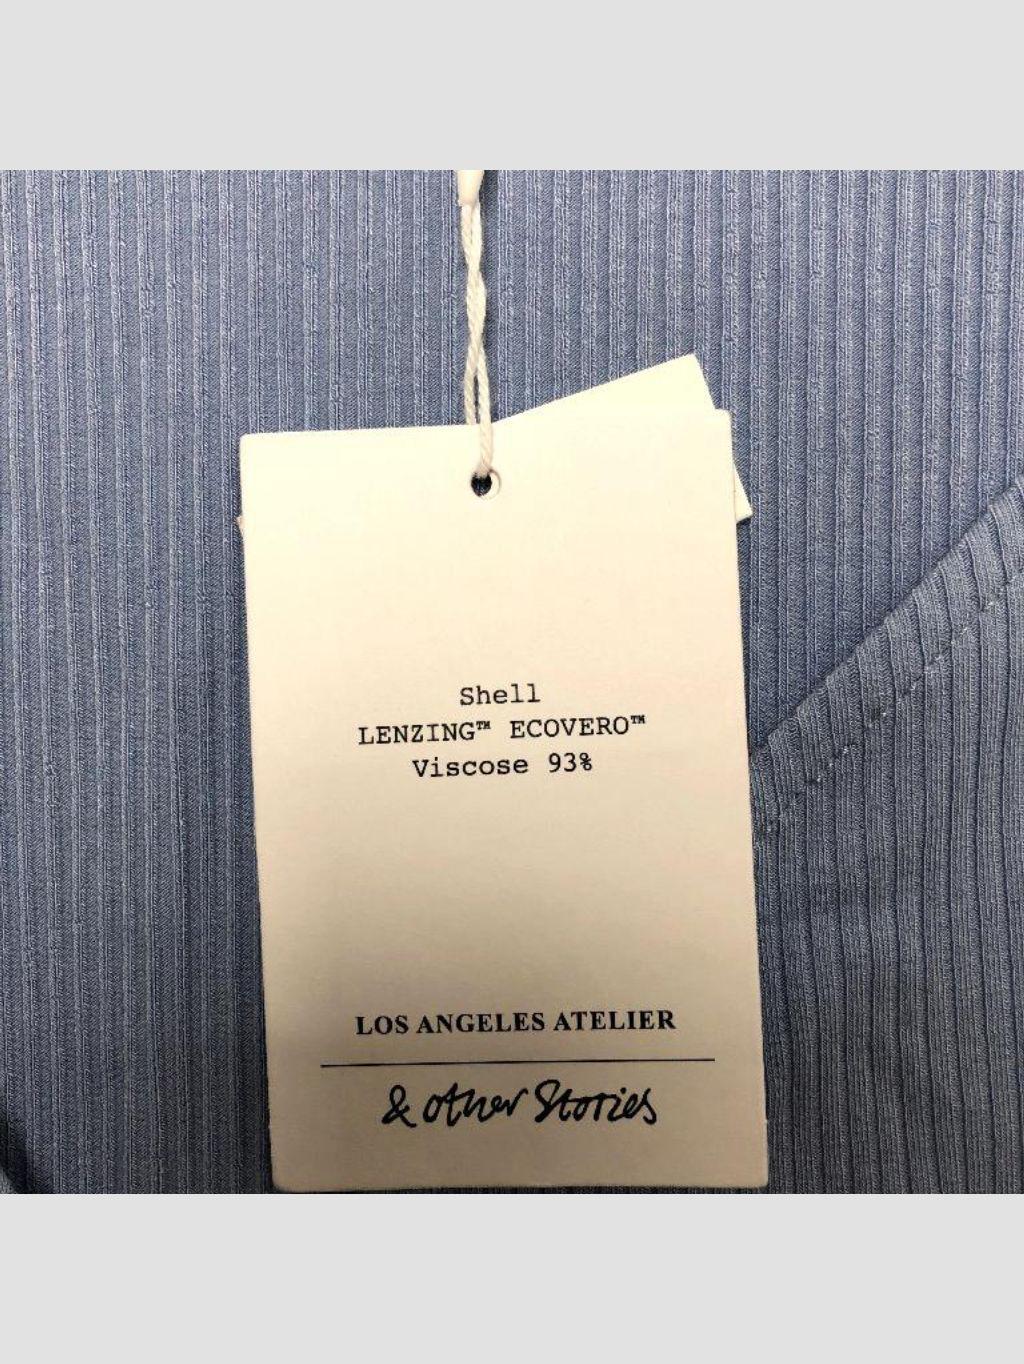 Shell
LENZING™ ECOVERO™
Viscose 93%
LOS ANGELES ATELIER
& other Stories